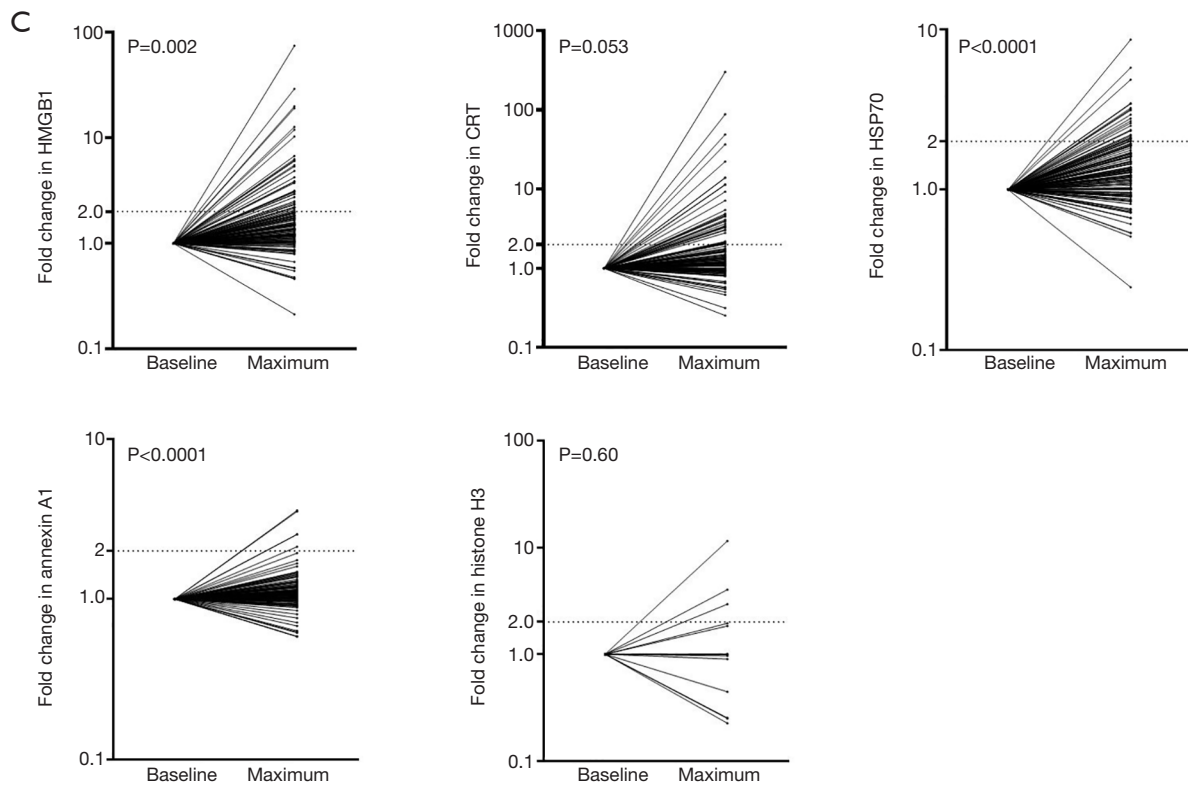 C
Fold change in HMGB1
100
10
2.0
1.0
0.1
P=0.002
Baseline Maximum
Fold change in CRT
1000
100
10
2.0
1.0
0.1
P=0.053
Baseline Maximum
Fold change in HSP70
10
2
1.0
0.1
P<0.0001
Baseline Maximum
Fold change in annexin A1
10
2
1.0
0.1
P<0.0001
Baseline Maximum
Fold change in histone H3
100
10
2.0
1.0
0.1
P=0.60
Baseline Maximum